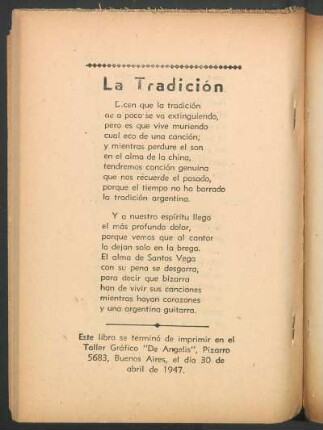 La Tradición
Dicen que la tradición
de a poco se va extinguiendo,
pero es que vive muriendo
cual eco de una canción;
y mientras perdure el son
en el alma de la china,
tendremos canción genuina
que nos recuerde el pasado,
porque el tiempo no ha borrado
la tradición argentina.
Y a nuestro espíritu llega
el más profundo dolor,
porque vemos que al cantor
lo dejan solo en la brega.
El alma de Santos Vega
con su pena se desgarra,
para decir que bizarra
han de vivir sus canciones
mientras hayan corazones
y una argentina guitarra.
Este libro se terminó de imprimir en el
Taller Gráfico "De Angelis", Pizarro
5683, Buenos Aires, el día 30 de
abril de 1947.